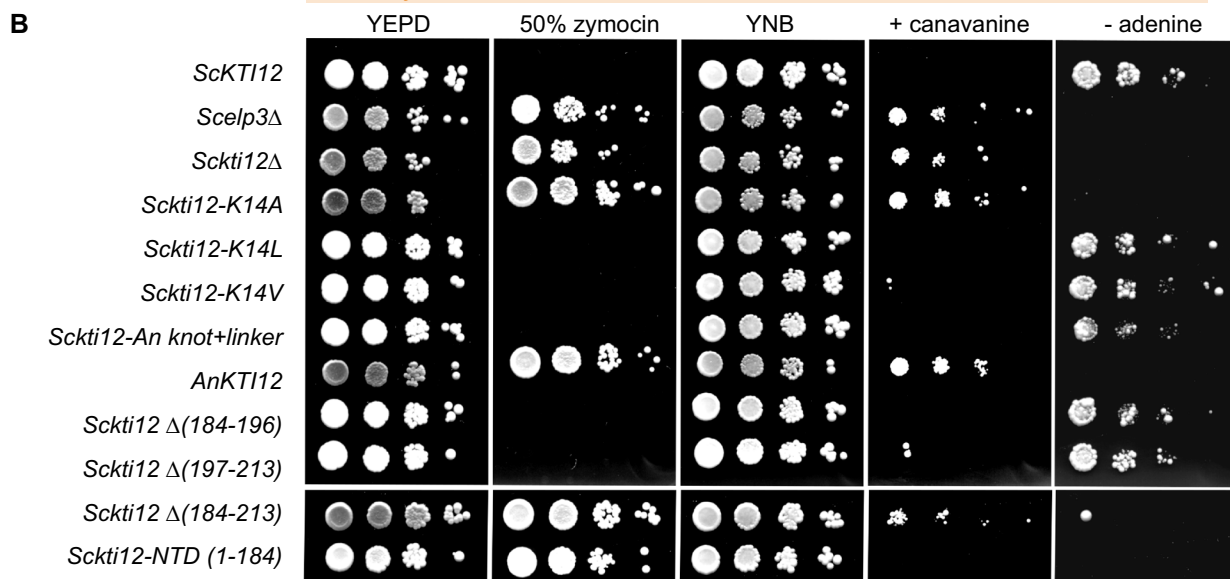 B
YEPD 50% zymocin YNB + canavanine - adenine
ScKTI12
Scelp3Δ
Sckti12Δ
Sckti12-K14A
Sckti12-K14L
Sckti12-K14V
Sckti12-An knot+linker
AnKTI12
Sckti12 Δ(184-196)
Sckti12 Δ(197-213)
Sckti12 Δ(184-213)
Sckti12-NTD (1-184)